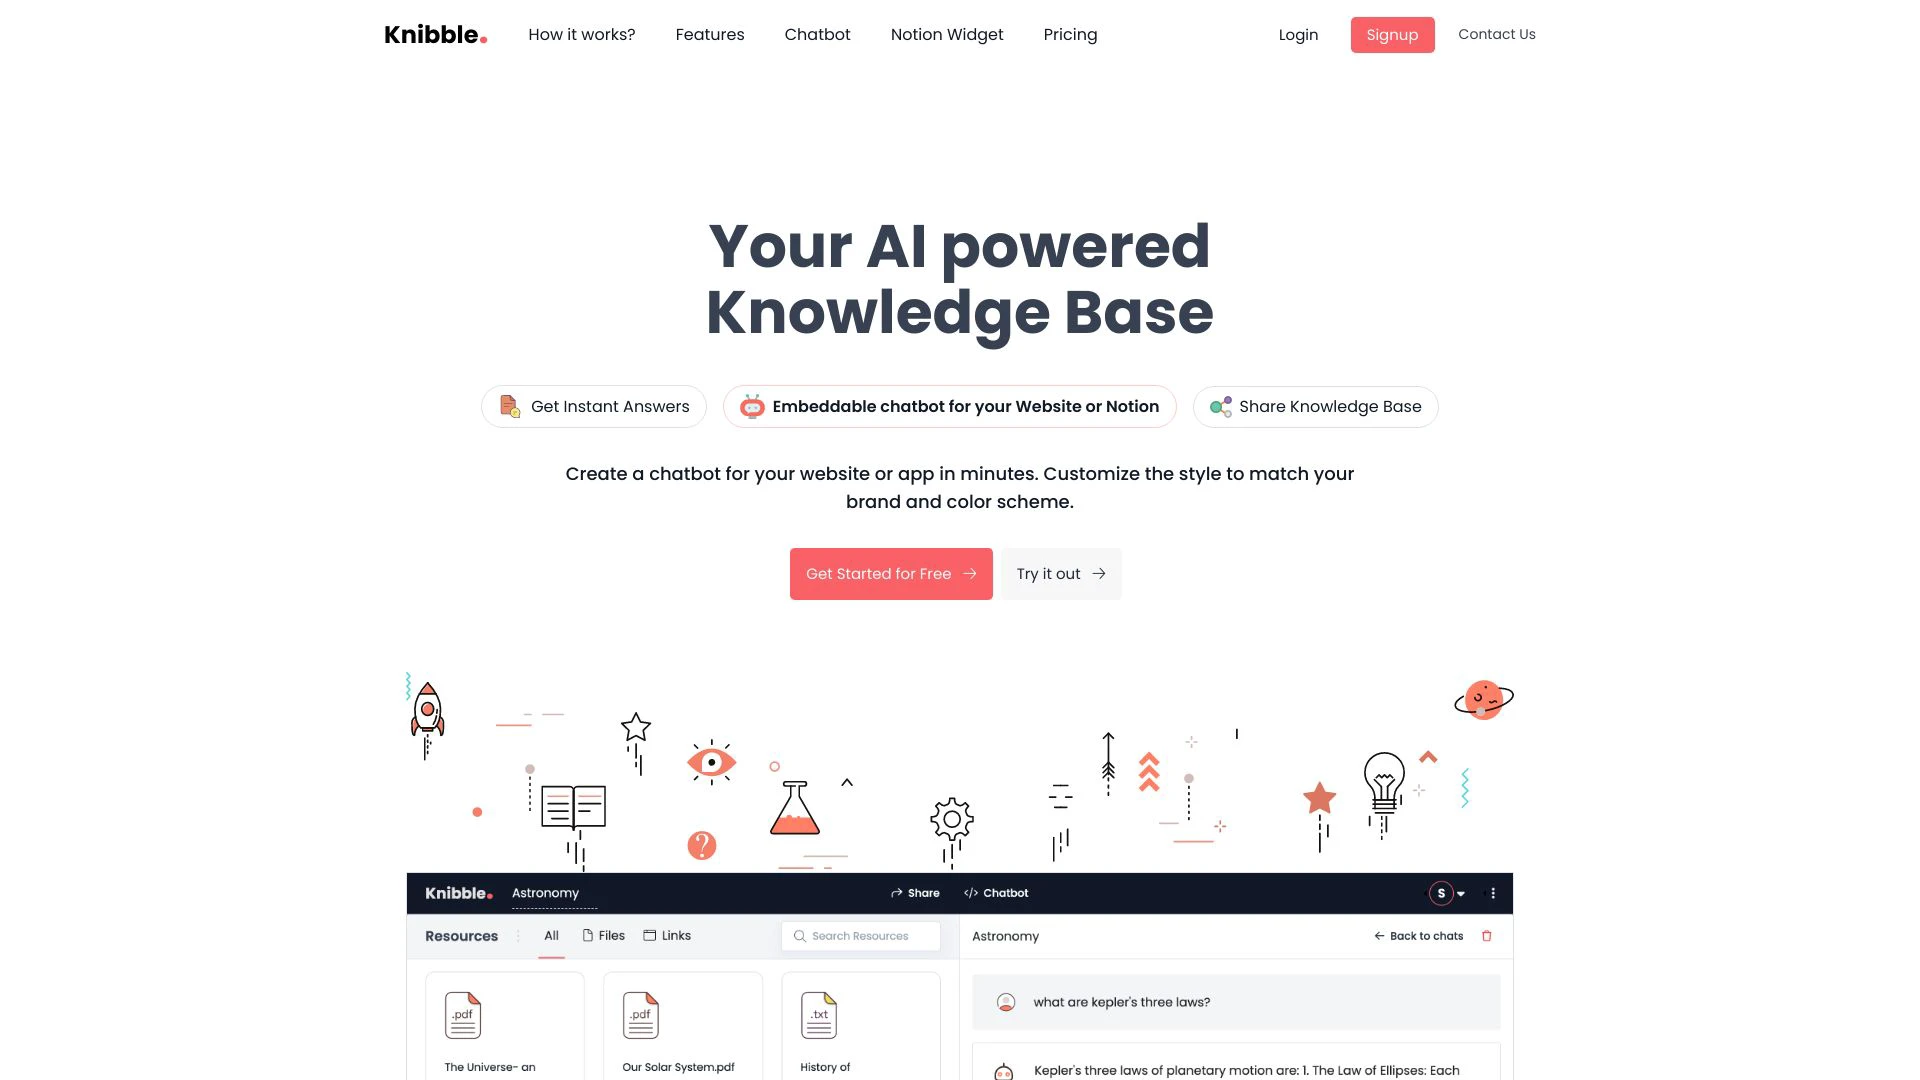 Knibble.
How it works?
Features
Chatbot
Notion Widget
Pricing
Login
Signup
Contact Us
Your AI powered
Knowledge Base
Get Instant Answers
Embeddable chatbot for your Website or Notion
Share Knowledge Base
Create a chatbot for your website or app in minutes. Customize the style to match your
brand and color scheme.
Get Started for Free
Try it out
?
Knibble.
Astronomy
Share
</> Chatbot
S
Resources
All
Files
Links
Search Resources
Astronomy
Back to chats
.pdf
.pdf
.txt
what are kepler's three laws?
The Universe- an
Our Solar System.pdf
History of
Kepler's three laws of planetary motion are: 1. The Law of Ellipses: Each